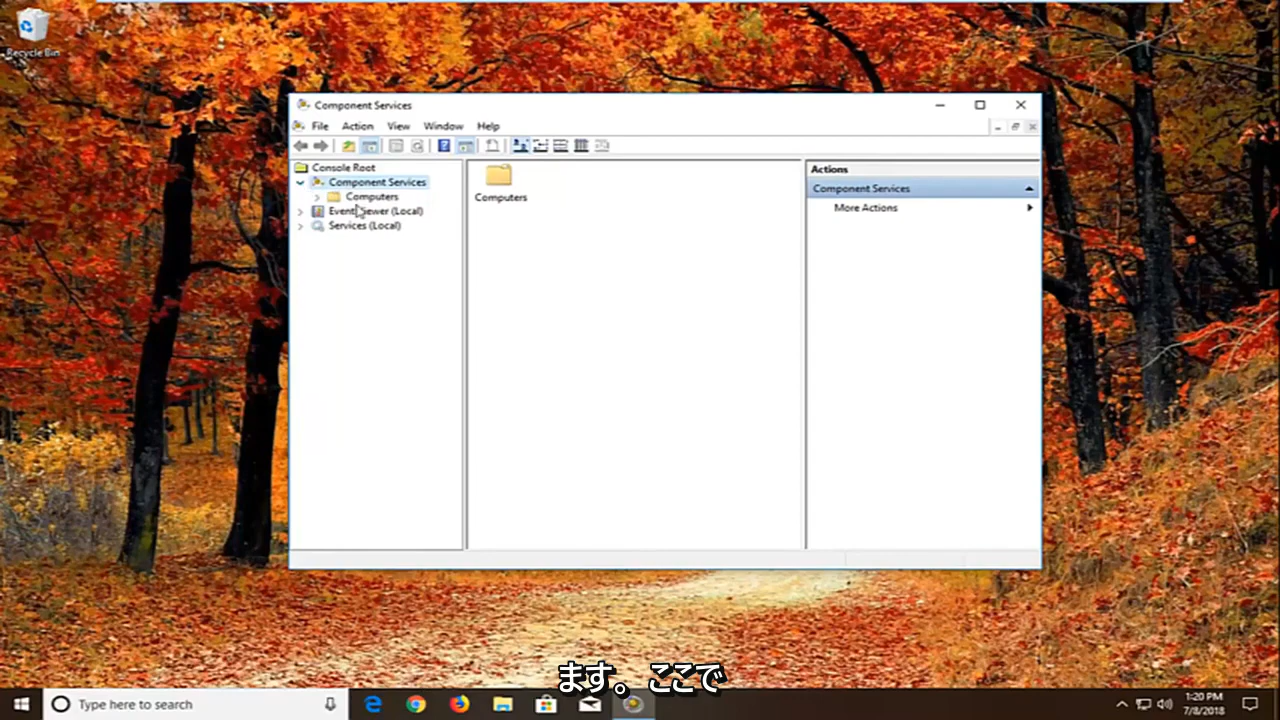 Recycle Bin
Component Services
File Action View Window Help
Console Root
Component Services
Computers
Event Viewer (Local)
Services (Local)
Computers
Actions
Component Services
More Actions
ます。ここで
Type here to search
1:20 PM
7/8/2018